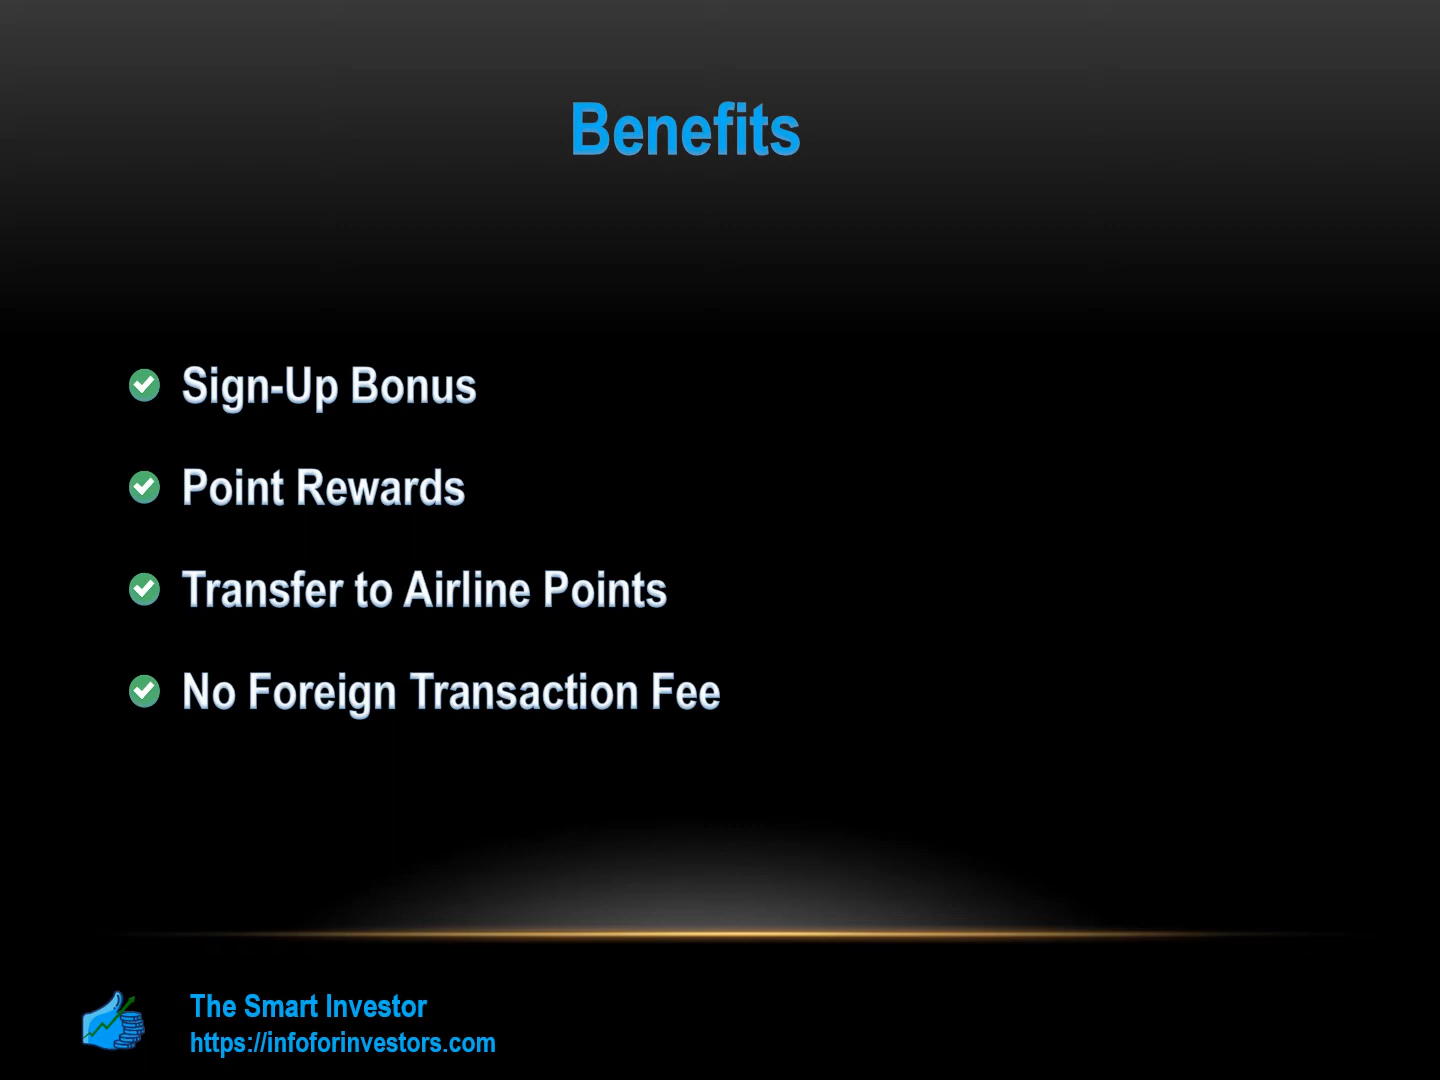 Benefits
Sign-Up Bonus
Point Rewards
Transfer to Airline Points
No Foreign Transaction Fee
The Smart Investor
https://infoforinvestors.com